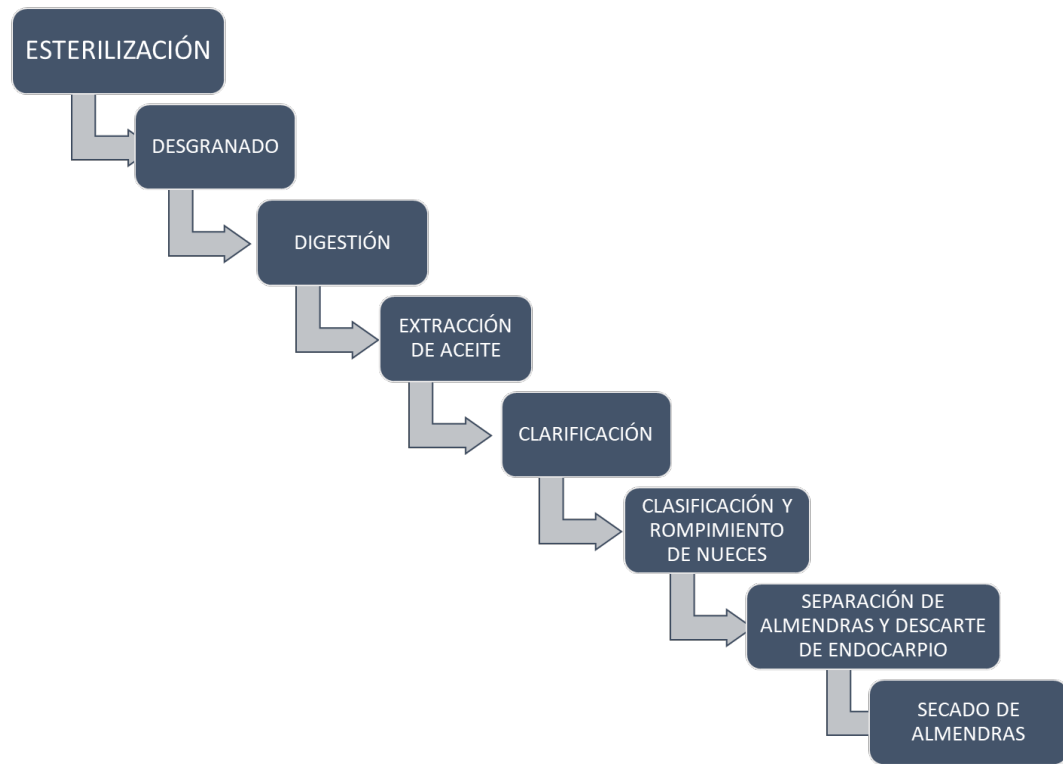 ESTERILIZACIÓN
DESGRANADO
DIGESTIÓN
EXTRACCIÓN
DE ACEITE
CLARIFICACIÓN
CLASIFICACIÓN Y
ROMPIMIENTO
DE NUECES
SEPARACIÓN DE
ALMENDRAS Y DESCARTE
DE ENDOCARPIO
SECADO DE
ALMENDRAS